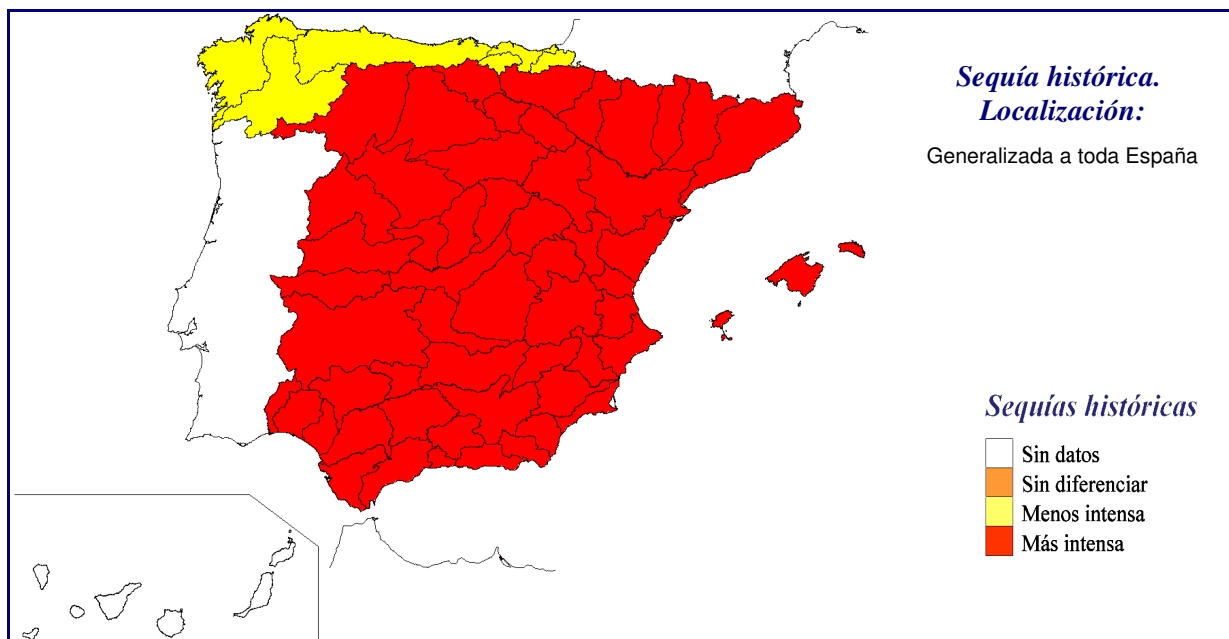 Sequía histórica.
Localización:
Generalizada a toda España
Sequías históricas
Sin datos
Sin diferenciar
Menos intensa
Más intensa